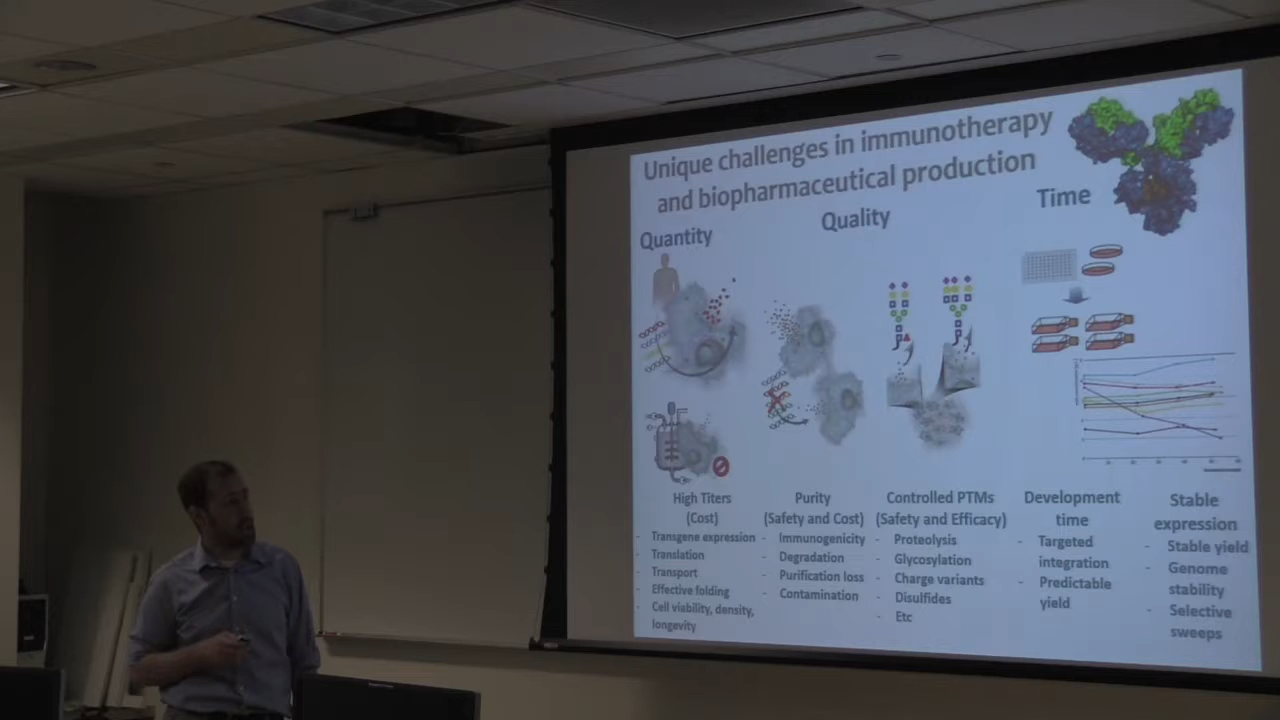 Unique challenges in immunotherapy
and biopharmaceutical production
Quantity
Quality
Time
High Titers
(Cost)
- Transgene expression
- Translation
- Transport
- Effective folding
- Cell viability, density,
longevity
Purity
(Safety and Cost)
- Immunogenicity
- Degradation
- Purification loss
- Contamination
Controlled PTMs
(Safety and Efficacy)
- Proteolysis
- Glycosylation
- Charge variants
- Disulfides
- Etc
Development
time
- Targeted
integration
- Predictable
yield
Stable
expression
- Stable yield
- Genome
stability
- Selective
sweeps